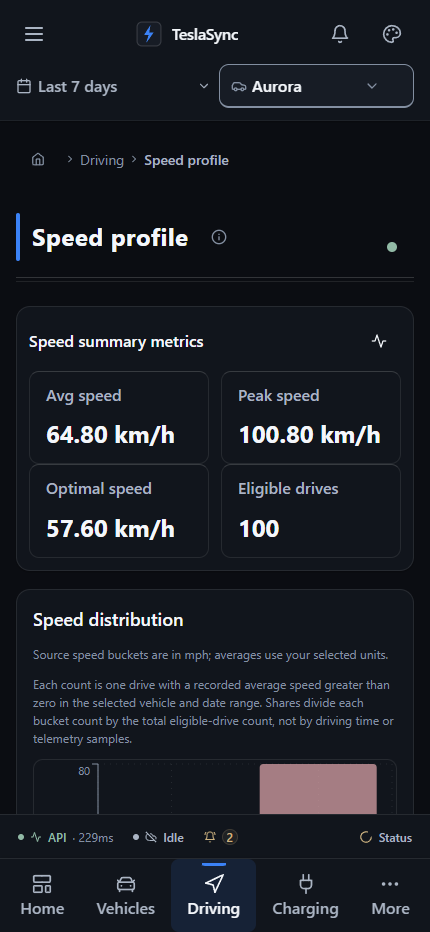 TeslaSync
Last 7 days
Aurora
Driving
Speed profile
Speed profile
Speed summary metrics
Avg speed
Peak speed
64.80 km/h
100.80 km/h
Optimal speed
Eligible drives
57.60 km/h
100
Speed distribution
Source speed buckets are in mph; averages use your selected units.
Each count is one drive with a recorded average speed greater than
zero in the selected vehicle and date range. Shares divide each
bucket count by the total eligible-drive count, not by driving time or
telemetry samples.
80
API · 229ms
Idle
2
Status
Home
Vehicles
Driving
Charging
More